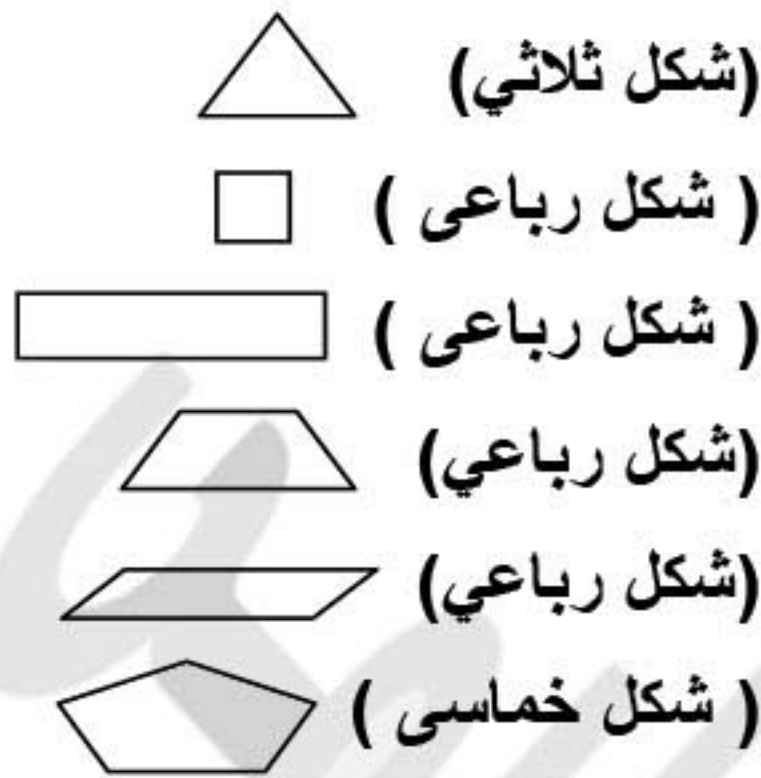 (شكل ثلاثي)
( شكل رباعى )
( شكل رباعى )
(شكل رباعي)
(شكل رباعي)
( شكل خماسى )